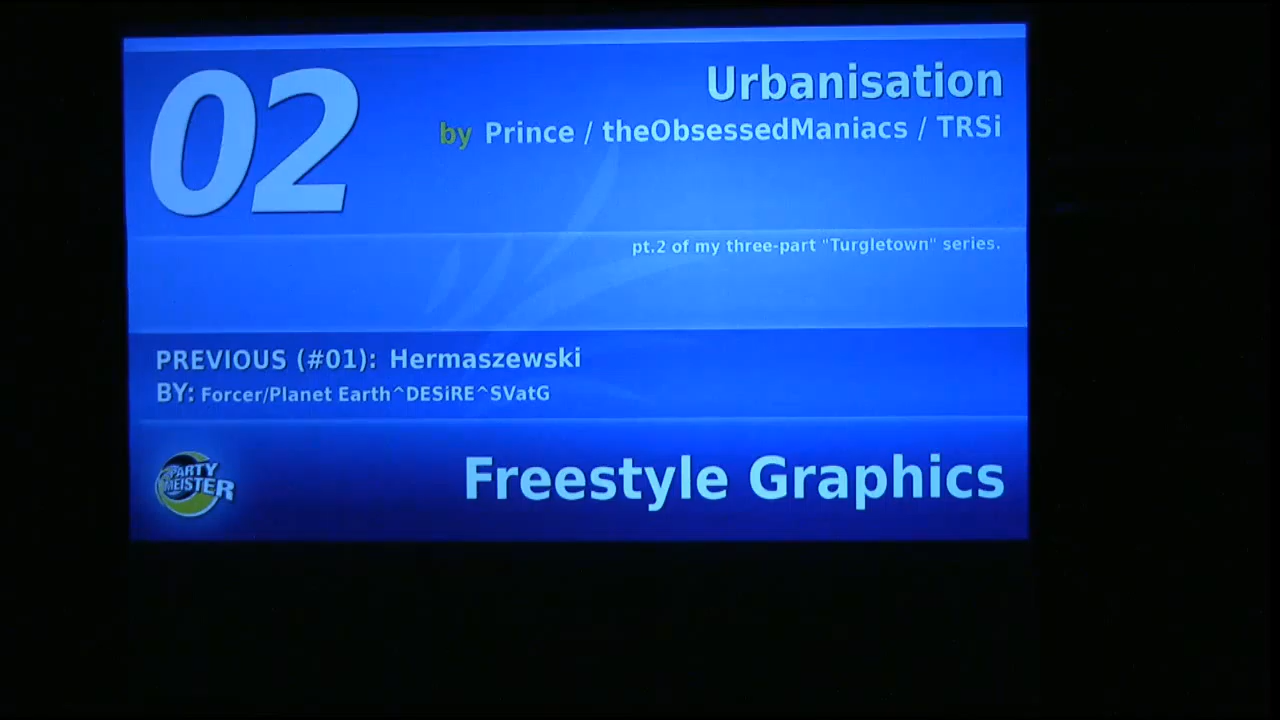 02
Urbanisation
by Prince / theObsessedManiacs / TRSi
pt.2 of my three-part "Turgletown" series.
PREVIOUS (#01): Hermaszewski
BY: Forcer/Planet Earth^DESiRE^SVatG
PARTY
MEISTER
Freestyle Graphics